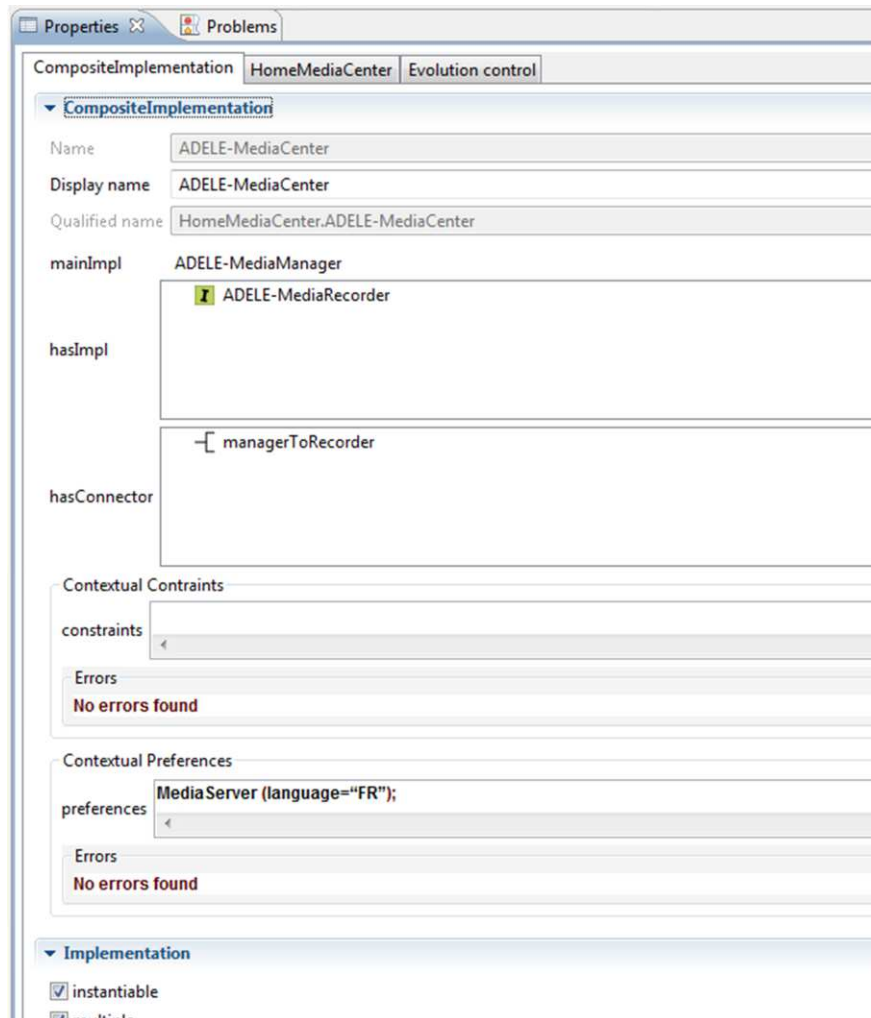 Properties Problems
CompositeImplementation HomeMediaCenter Evolution control
CompositeImplementation
Name ADELE-MediaCenter
Display name ADELE-MediaCenter
Qualified name HomeMediaCenter.ADELE-MediaCenter
mainImpl ADELE-MediaManager
I ADELE-MediaRecorder
hasImpl
managerToRecorder
hasConnector
Contextual Contraints
constraints
Errors
No errors found
Contextual Preferences
MediaServer (language=“FR”);
preferences
Errors
No errors found
Implementation
instantiable